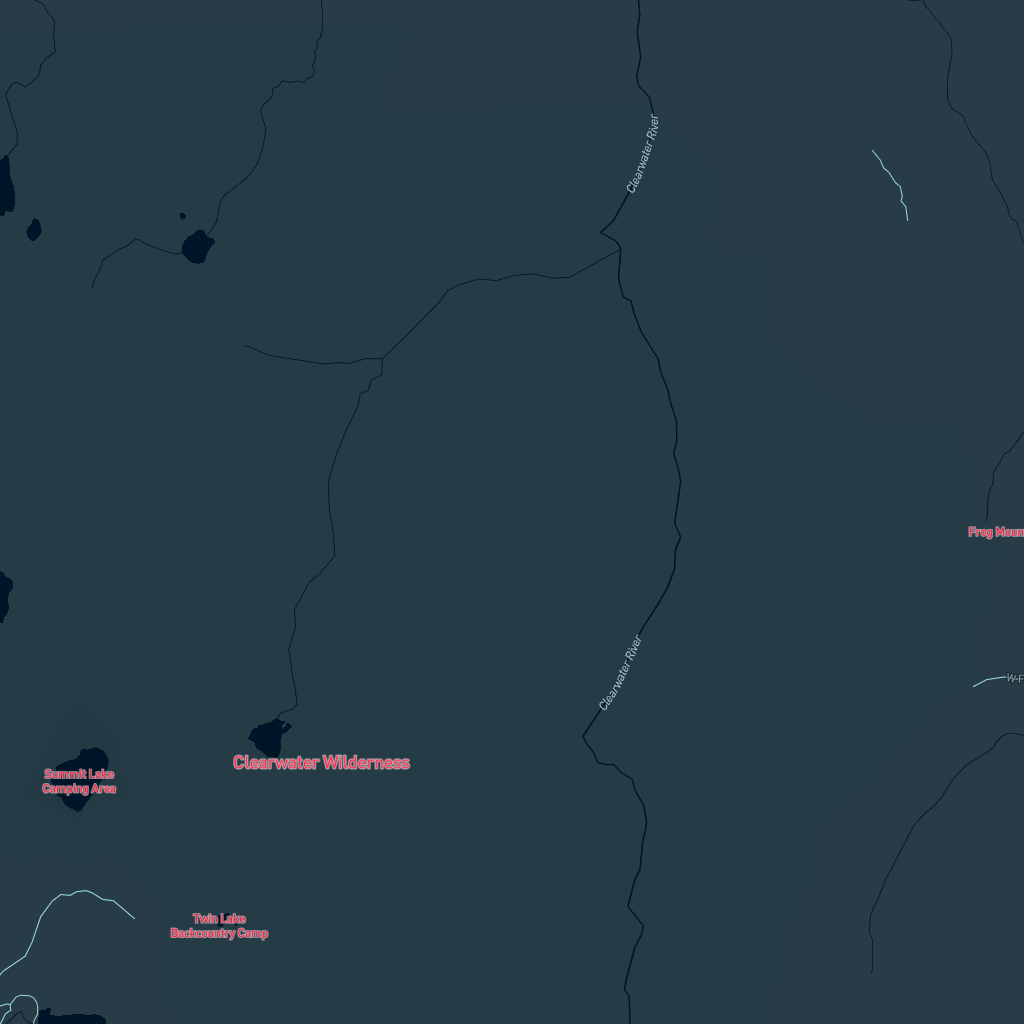 Clearwater River
Frog Moun
Clearwater River
W-F
Clearwater Wilderness
Summit Lake
Camping Area
Twin Lake
Backcountry Camp